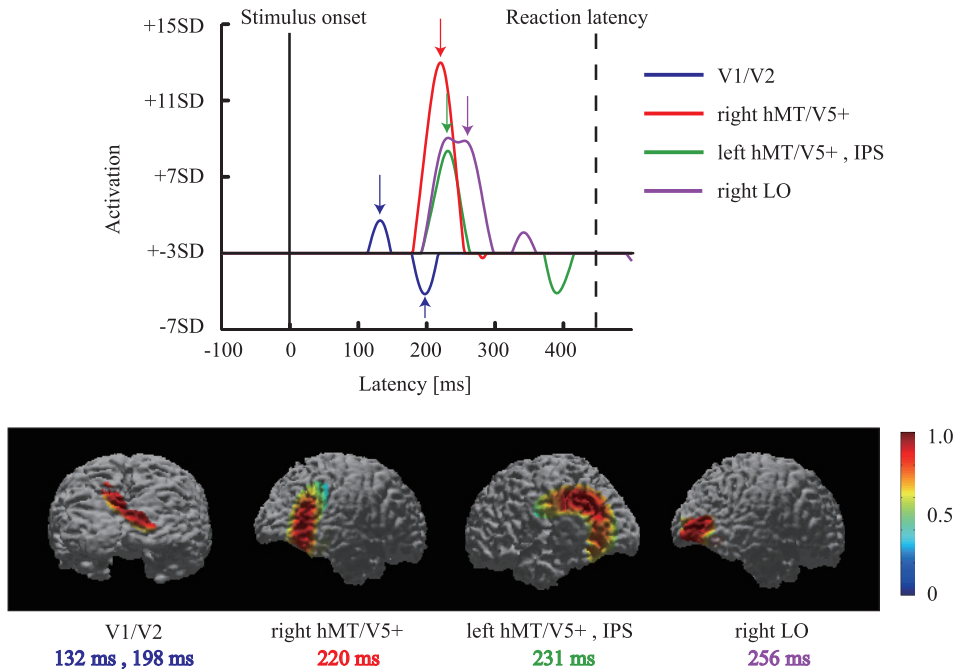 Stimulus onset
Reaction latency
+15SD
+11SD
+7SD
+-3SD
-7SD
Activation
-100
0
100
200
300
400
Latency [ms]
V1/V2
right hMT/V5+
left hMT/V5+ , IPS
right LO
1.0
0.5
0
V1/V2
132 ms , 198 ms
right hMT/V5+
220 ms
left hMT/V5+ , IPS
231 ms
right LO
256 ms